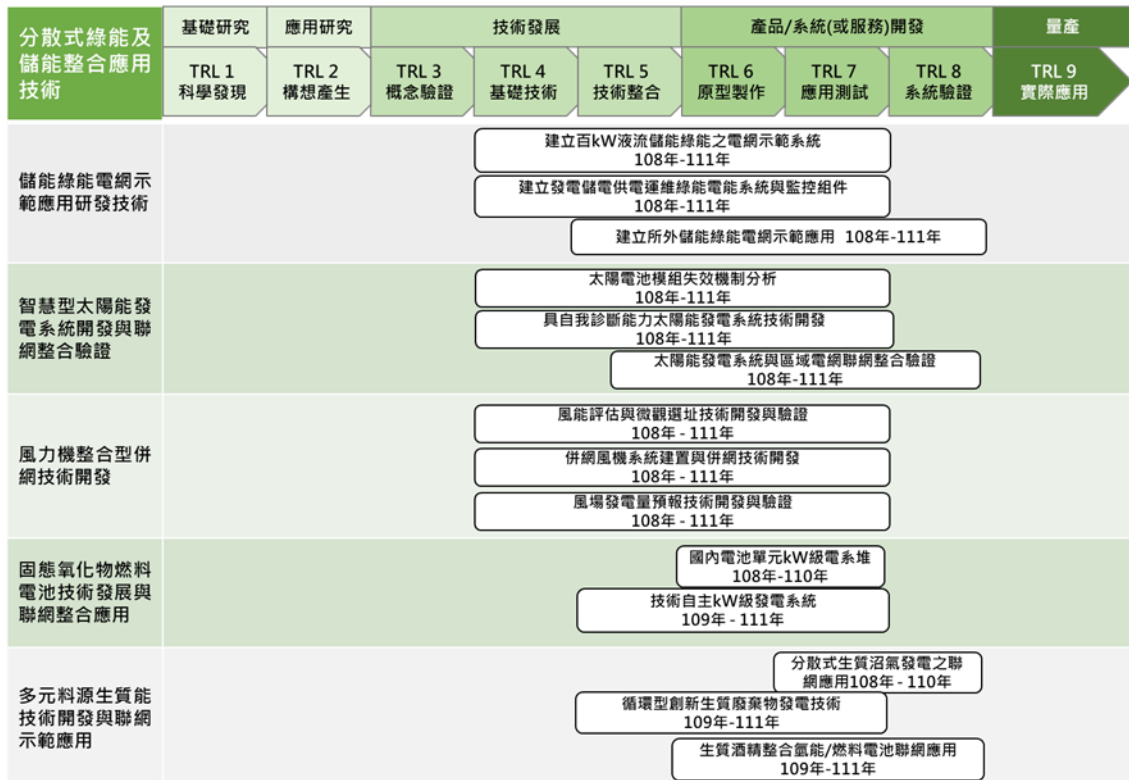 分散式綠能及
儲能整合應用
技術
基礎研究
應用研究
技術發展
產品/系統(或服務)開發
量產
TRL 1
科學發現
TRL 2
構想產生
TRL 3
概念驗證
TRL 4
基礎技術
TRL 5
技術整合
TRL 6
原型製作
TRL 7
應用測試
TRL 8
系統驗證
TRL 9
實際應用
儲能綠能電網示
範應用研發技術
建立百kW液流儲能綠能之電網示範系統
108年-111年
建立發電儲電供電運維綠能電能系統與監控組件
108年-111年
建立所外儲能綠能電網示範應用 108年-111年
智慧型太陽能發
電系統開發與聯
網整合驗證
太陽電池模組失效機制分析
108年-111年
具自我診斷能力太陽能發電系統技術開發
108年-111年
太陽能發電系統與區域電網聯網整合驗證
108年-111年
風力機整合型併
網技術開發
風能評估與微觀選址技術開發與驗證
108年 - 111年
併網風機系統建置與併網技術開發
108年 - 111年
風場發電量預報技術開發與驗證
108年 - 111年
固態氧化物燃料
電池技術發展與
聯網整合應用
國內電池單元kW級電系堆
108年-110年
技術自主kW級發電系統
109年 - 111年
多元料源生質能
技術開發與聯網
示範應用
分散式生質沼氣發電之聯
網應用108年 - 110年
循環型創新生質廢棄物發電技術
109年-111年
生質酒精整合氫能/燃料電池聯網應用
109年-111年